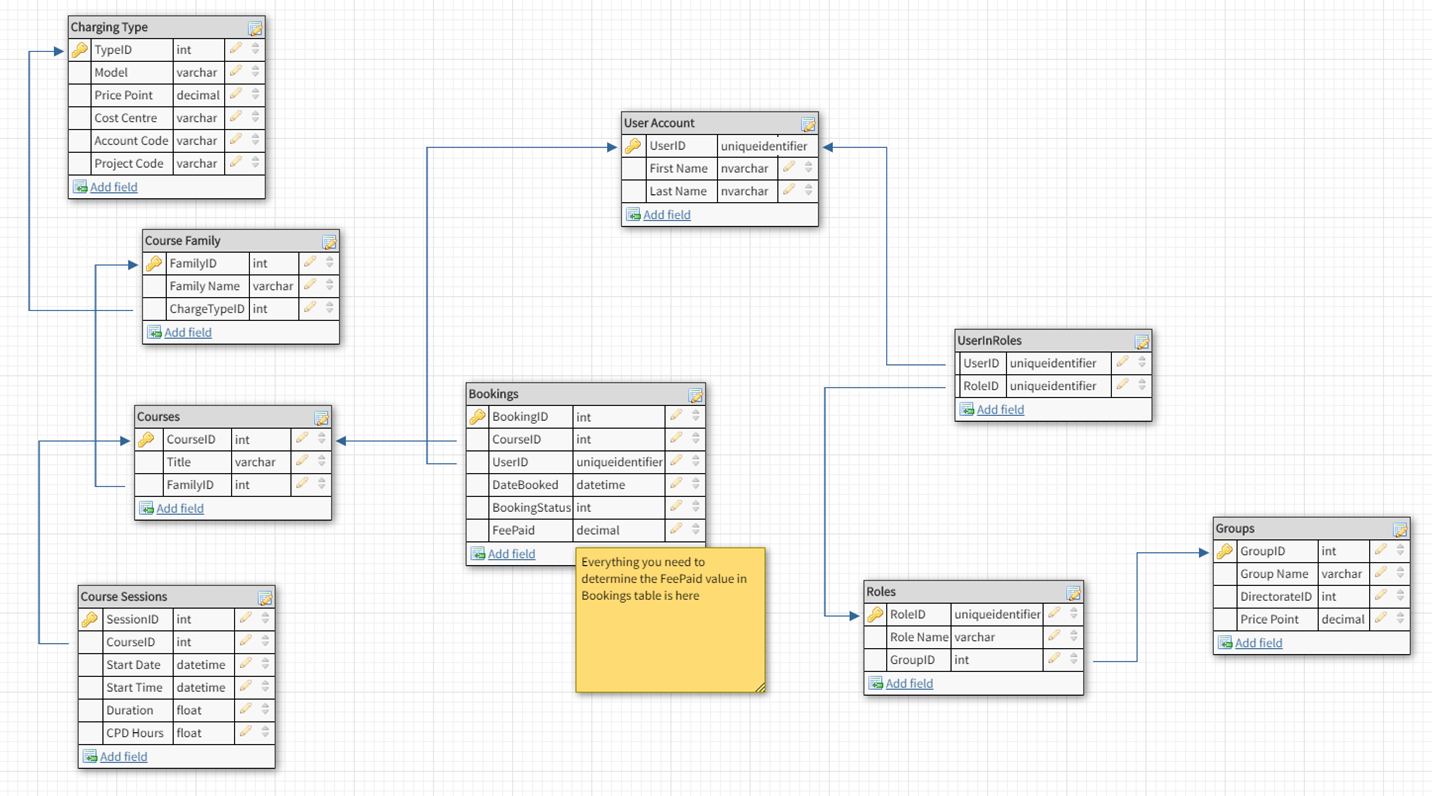 Charging Type
TypeID int
Model varchar
Price Point decimal
Cost Centre varchar
Account Code varchar
Project Code varchar
Add field
User Account
UserID uniqueidentifier
First Name nvarchar
Last Name nvarchar
Add field
Course Family
FamilyID int
Family Name varchar
ChargeTypeID int
Add field
UserInRoles
UserID uniqueidentifier
RoleID uniqueidentifier
Add field
Bookings
BookingID int
CourseID int
UserID uniqueidentifier
DateBooked datetime
BookingStatus int
FeePaid decimal
Add field
Everything you need to
determine the FeePaid value in
Bookings table is here
Courses
CourseID int
Title varchar
FamilyID int
Add field
Groups
GroupID int
Group Name varchar
DirectorateID int
Price Point decimal
Add field
Roles
RoleID uniqueidentifier
Role Name varchar
GroupID int
Add field
Course Sessions
SessionID int
CourseID int
Start Date datetime
Start Time datetime
Duration float
CPD Hours float
Add field